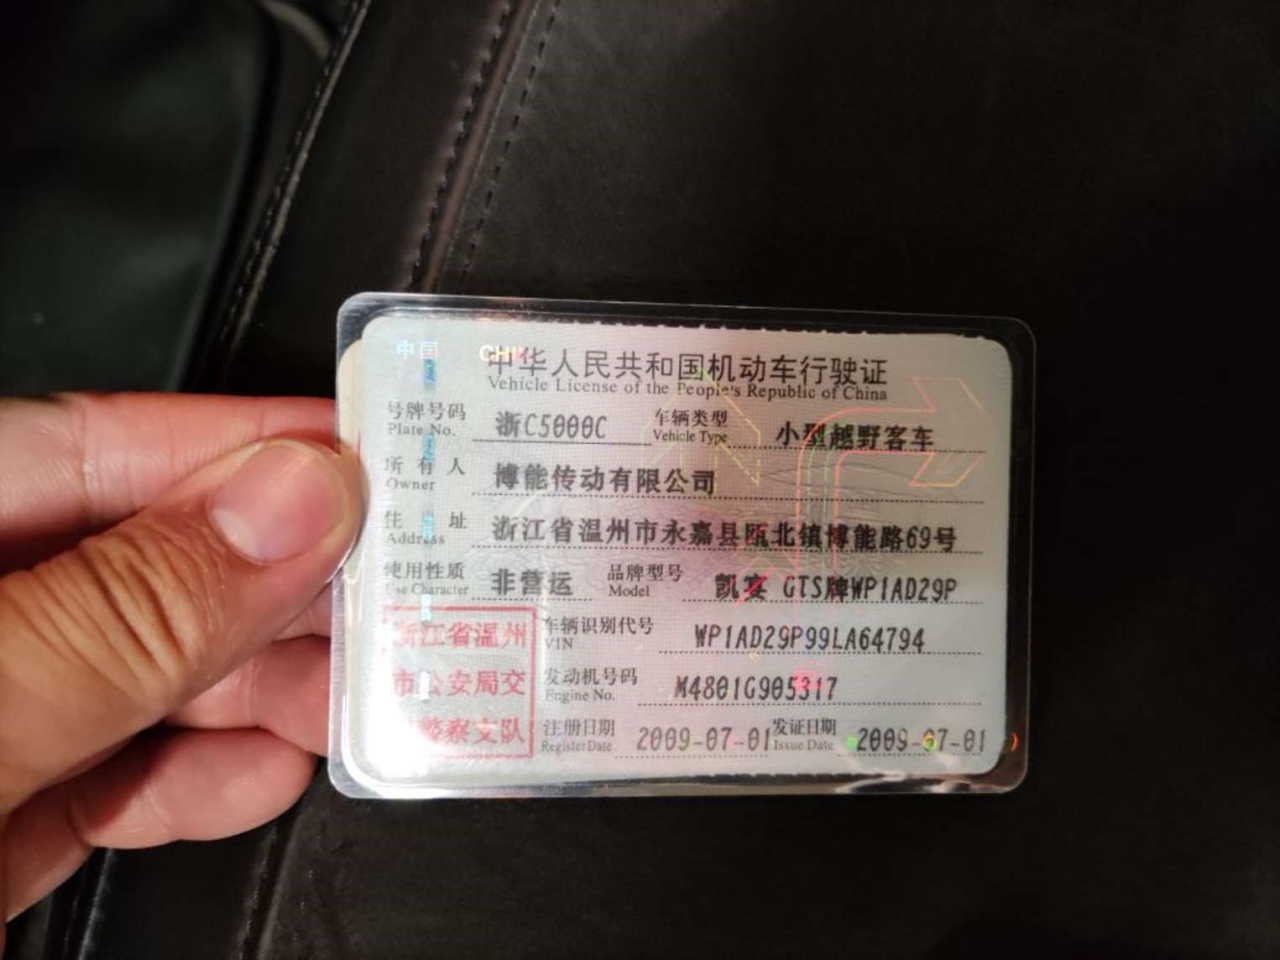 中国 CHI
中华人民共和国机动车行驶证
Vehicle License of the People's Republic of China
号牌号码 浙C5000C 车辆类型 小型越野客车
Plate No. Vehicle Type
所有人 博能传动有限公司
Owner
住址 浙江省温州市永嘉县瓯北镇博能路69号
Address
使用性质 非营运 品牌型号 凯宴 GTS牌WP1AD29P
Use Character Model
浙江省温州 车辆识别代号 WP1AD29P99LA64794
VIN
市公安局交 发动机号码 M4801G905317
Engine No.
警察支队 注册日期 2009-07-01 发证日期 2009-07-01
Register Date Issue Date